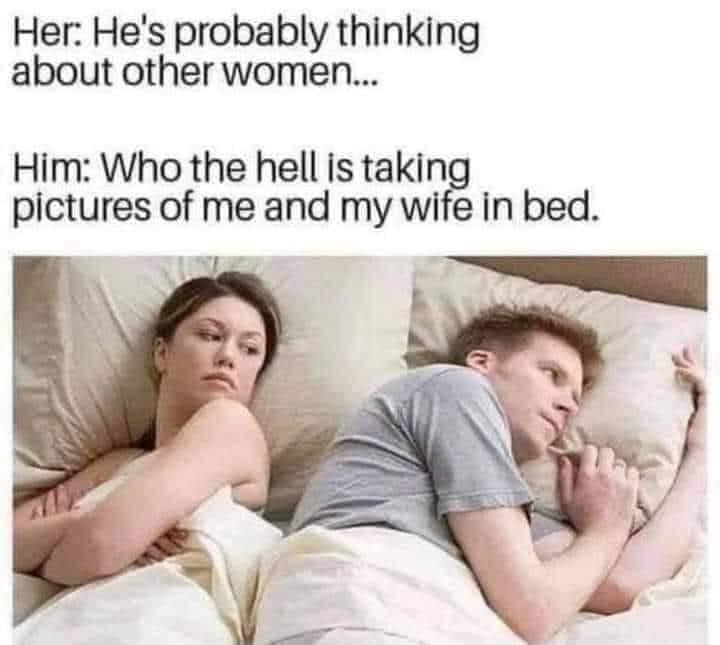 Her: He's probably thinking
about other women...
Him: Who the hell is taking
pictures of me and my wife in bed.